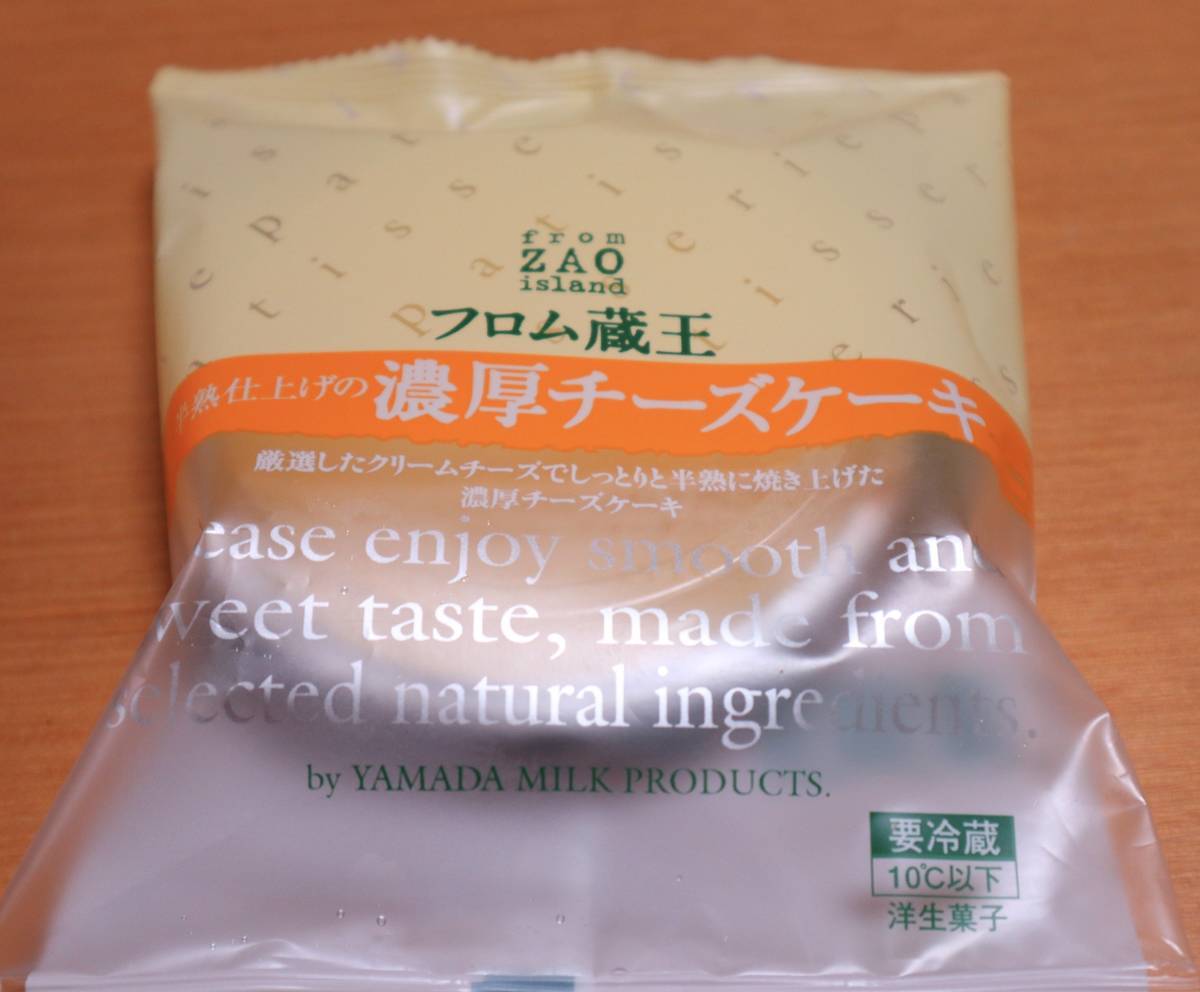 from
ZAO
island
フロム蔵王
半熟仕上げの濃厚チーズケーキ
厳選したクリームチーズでしっとりと半熟に焼き上げた
濃厚チーズケーキ
ease enjoy smooth and
weet taste, made from
selected natural ingredients.
by YAMADA MILK PRODUCTS.
要冷蔵
10℃以下
洋生菓子